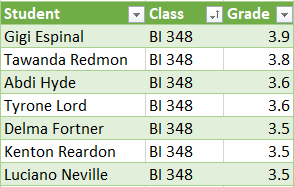 Student Class Grade
Gigi Espinal BI 348 3.9
Tawanda Redmon BI 348 3.8
Abdi Hyde BI 348 3.6
Tyrone Lord BI 348 3.6
Delma Fortner BI 348 3.5
Kenton Reardon BI 348 3.5
Luciano Neville BI 348 3.5